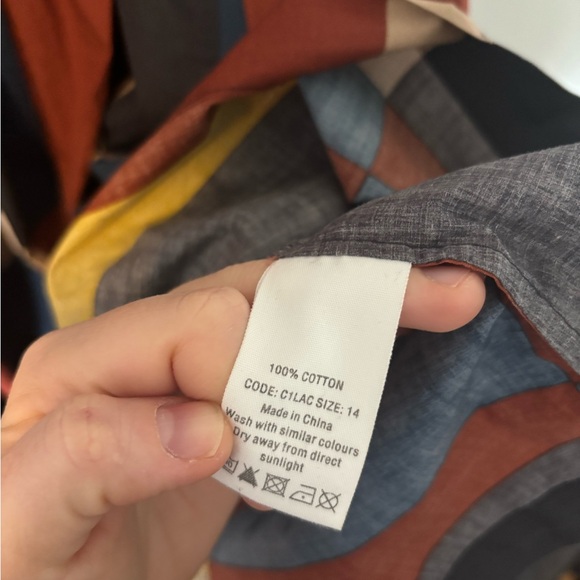 100% COTTON
CODE: C1LAC SIZE: 14
Made in China
Wash with similar colours
Dry away from direct
sunlight